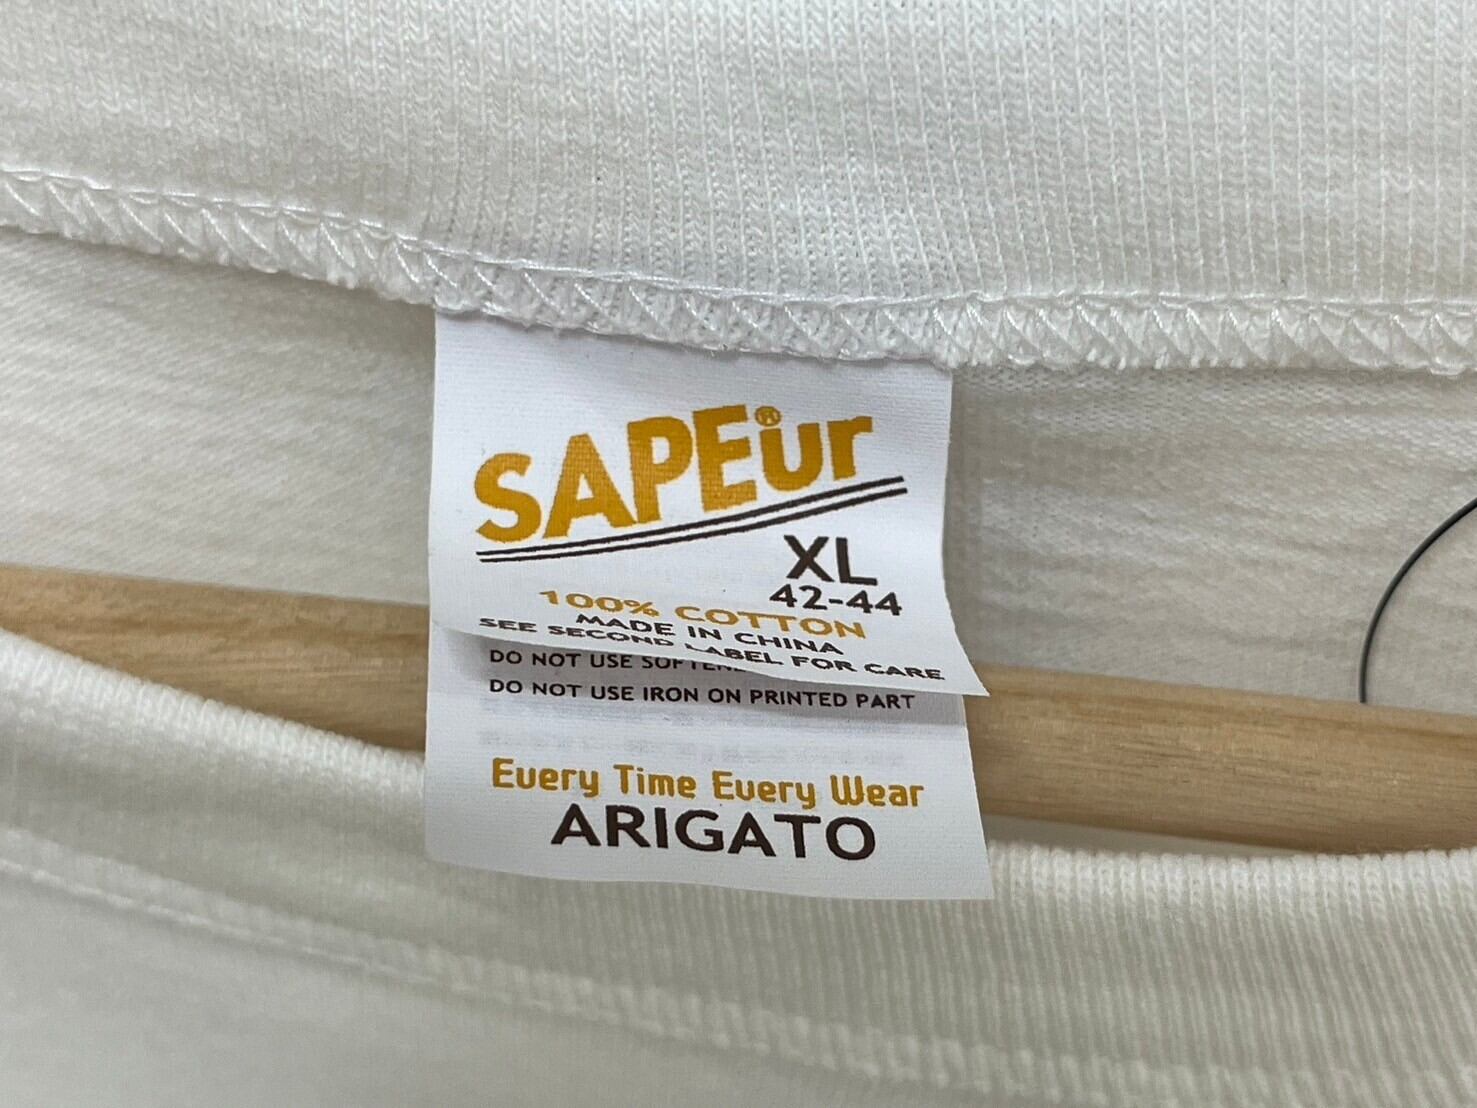 SAPEur®
XL
42-44
100% COTTON
MADE IN CHINA
SEE SECOND LABEL FOR CARE
DO NOT USE
DO NOT USE IRON ON PRINTED PART
Every Time Every Wear
ARIGATO